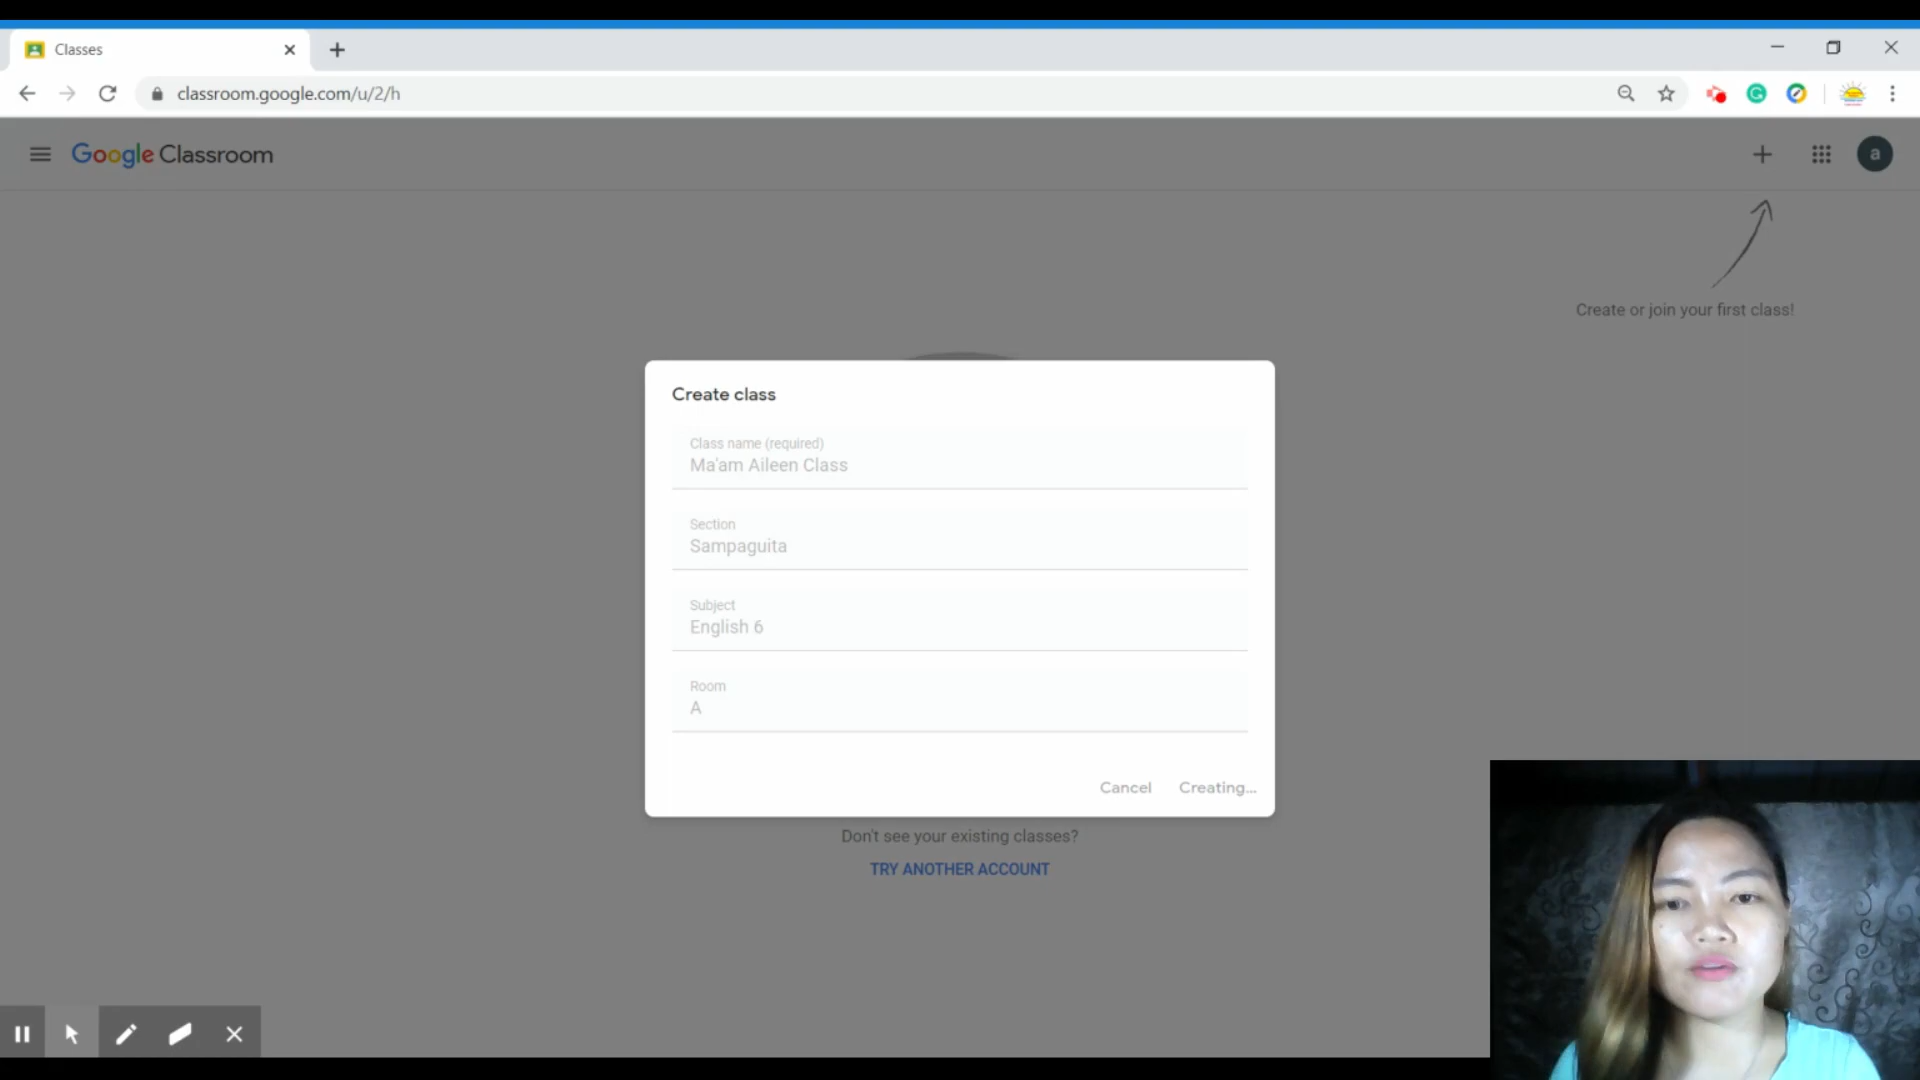 Classes
classroom.google.com/u/2/h
Google Classroom
a
Create or join your first class!
Create class
Class name (required)
Ma'am Aileen Class
Section
Sampaguita
Subject
English 6
Room
A
Cancel Creating...
Don't see your existing classes?
TRY ANOTHER ACCOUNT